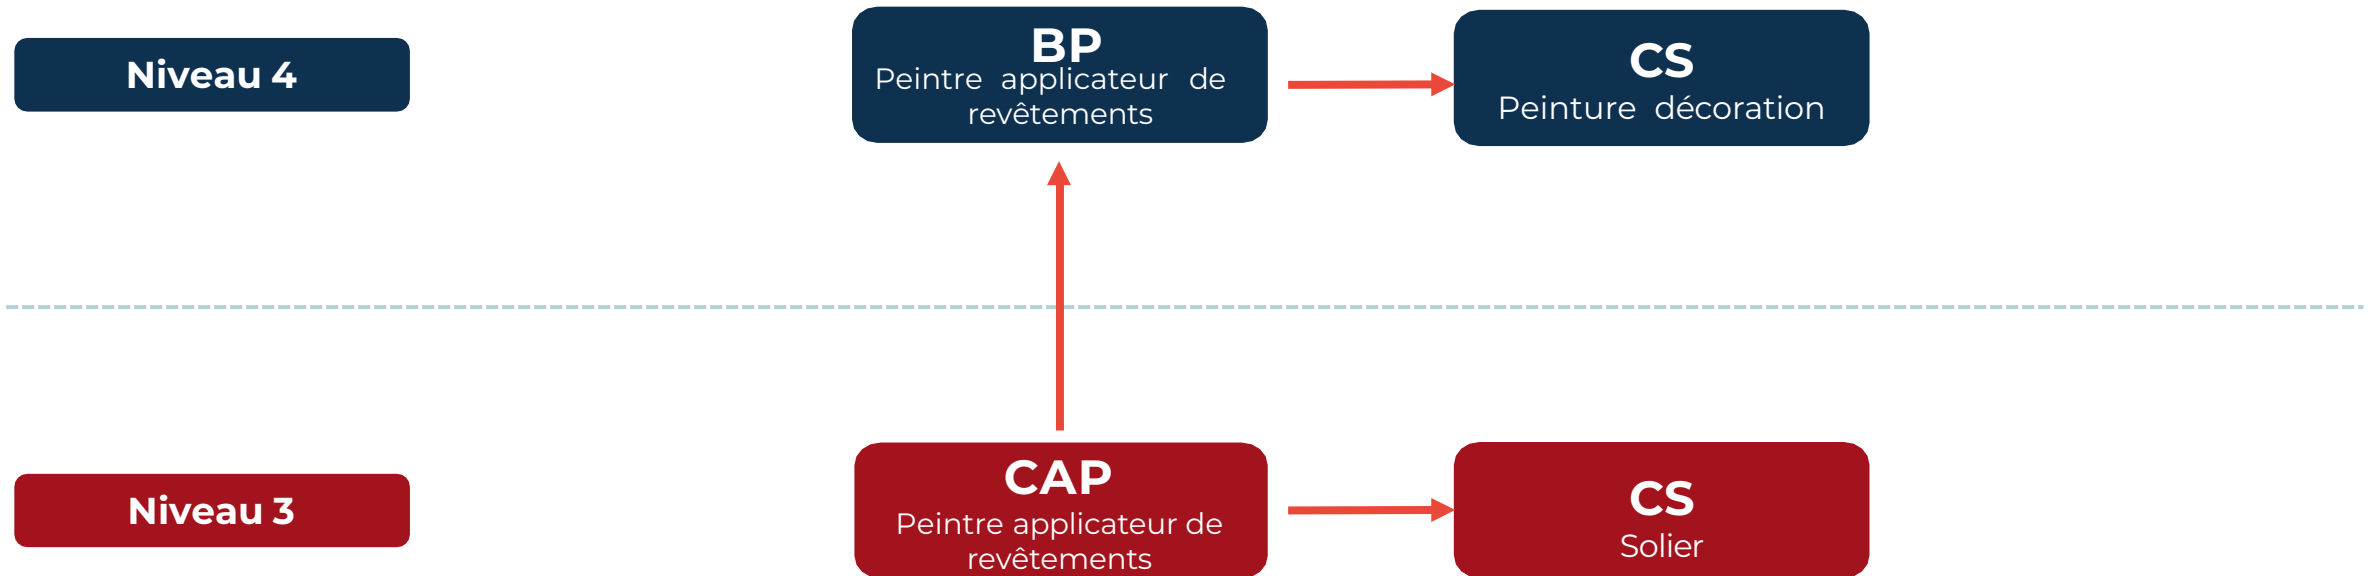 Niveau 4
BP
Peintre applicateur de
revêtements
CS
Peinture décoration
Niveau 3
CAP
Peintre applicateur de
revêtements
CS
Solier